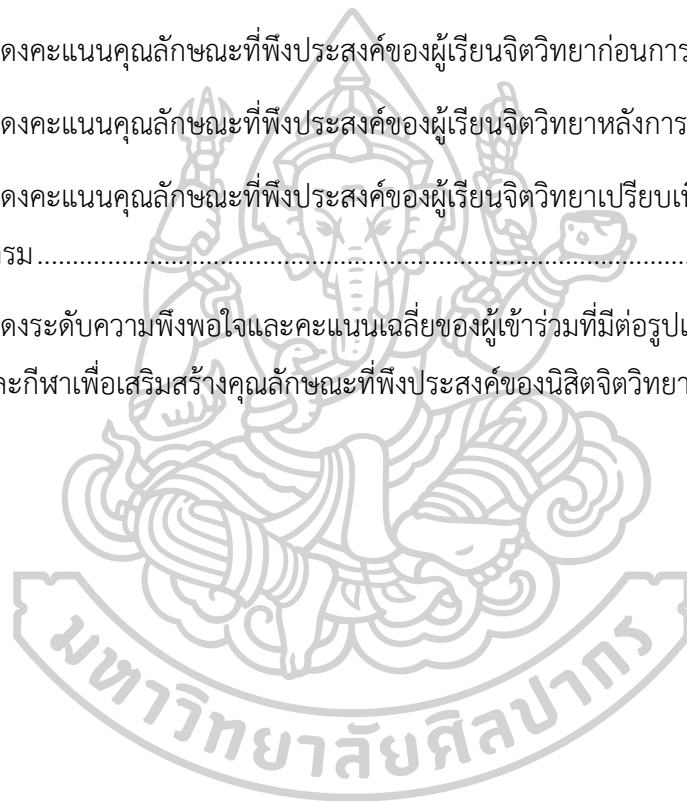 ดงคะแนนคุณลักษณะที่พึงประสงค์ของผู้เรียนจิตวิทยาก่อนการ
ดงคะแนนคุณลักษณะที่พึงประสงค์ของผู้เรียนจิตวิทยาหลังการ
ดงคะแนนคุณลักษณะที่พึงประสงค์ของผู้เรียนจิตวิทยาเปรียบเที
รม
ดงระดับความพึงพอใจและคะแนนเฉลี่ยของผู้เข้าร่วมที่มีต่อรูปแ
ละกีฬาเพื่อเสริมสร้างคุณลักษณะที่พึงประสงค์ของนิสิตจิตวิทยา
มหาวิทยาลัยศิลปากร